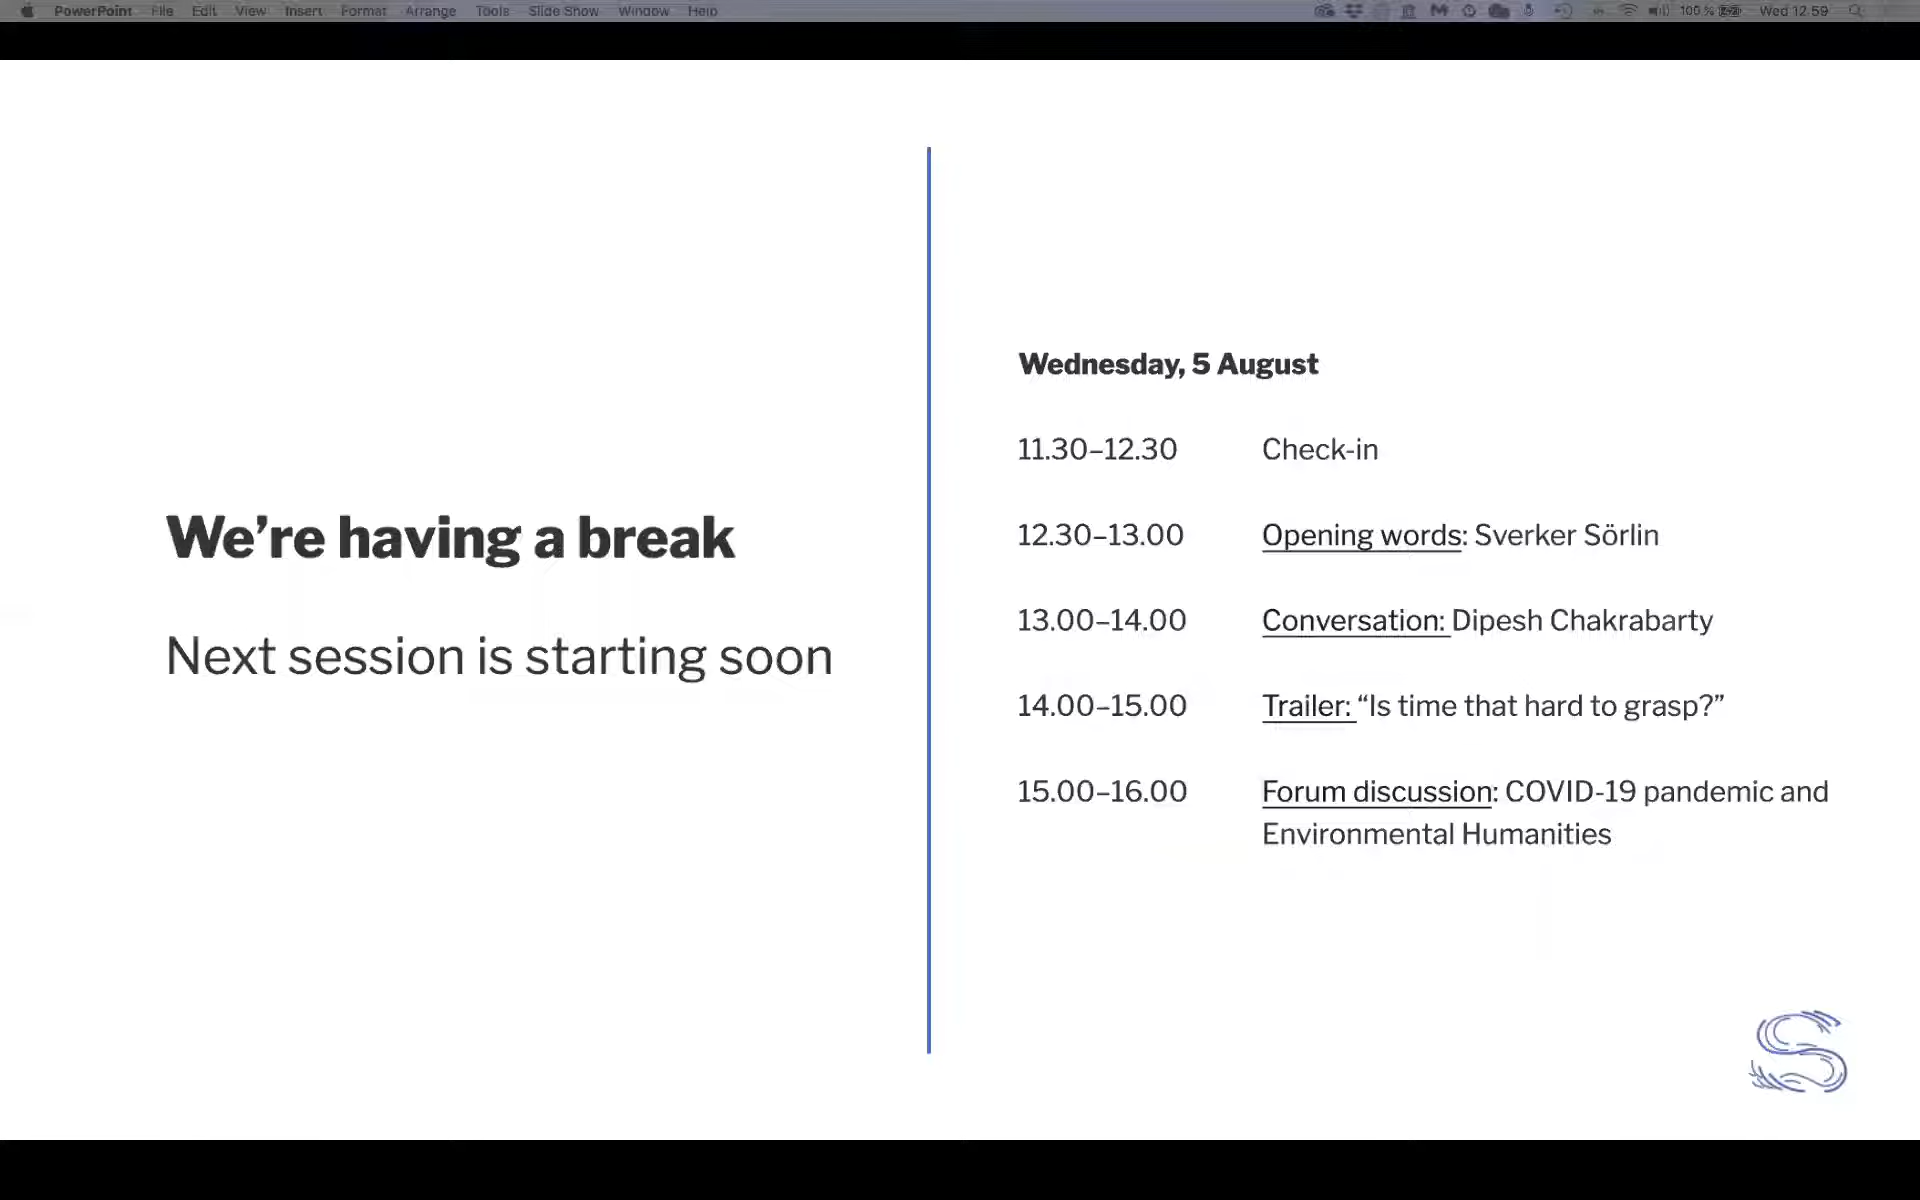 PowerPoint File Edit View Insert Format Arrange Tools Slide Show Window Help 100 % Wed 12.59
We’re having a break
Next session is starting soon
Wednesday, 5 August
11.30–12.30 Check-in
12.30–13.00 Opening words: Sverker Sörlin
13.00–14.00 Conversation: Dipesh Chakrabarty
14.00–15.00 Trailer: “Is time that hard to grasp?”
15.00–16.00 Forum discussion: COVID-19 pandemic and
Environmental Humanities
S